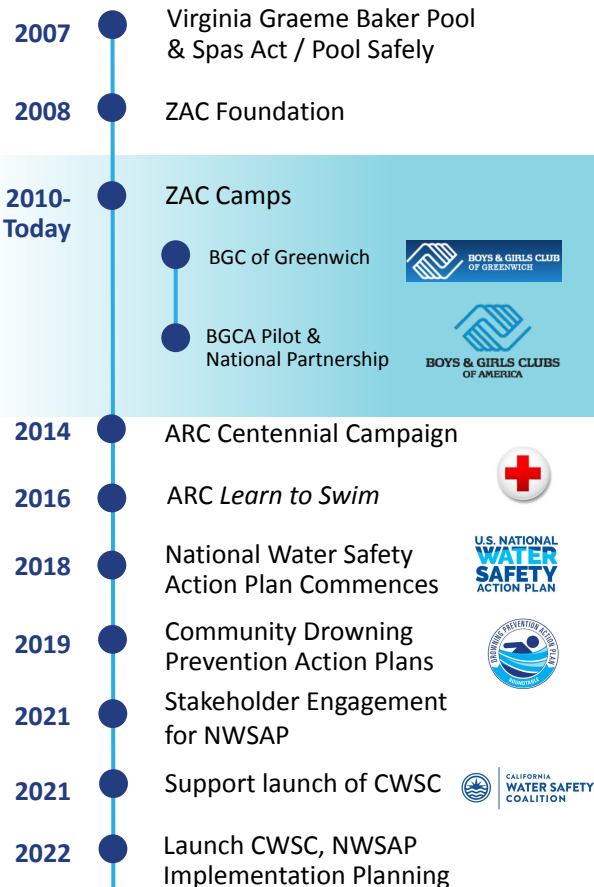 2007
Virginia Graeme Baker Pool
& Spas Act / Pool Safely
2008
ZAC Foundation
2010-
Today
ZAC Camps
BGC of Greenwich
BOYS & GIRLS CLUB
OF GREENWICH
BGCA Pilot &
National Partnership
BOYS & GIRLS CLUBS
OF AMERICA
2014
ARC Centennial Campaign
2016
ARC Learn to Swim
2018
National Water Safety
Action Plan Commences
U.S. NATIONAL
WATER
SAFETY
ACTION PLAN
2019
Community Drowning
Prevention Action Plans
DROWNING PREVENTION ACTION PLAN
ROUNDTABLE
2021
Stakeholder Engagement
for NWSAP
2021
Support launch of CWSC
CALIFORNIA
WATER SAFETY
COALITION
2022
Launch CWSC, NWSAP
Implementation Planning